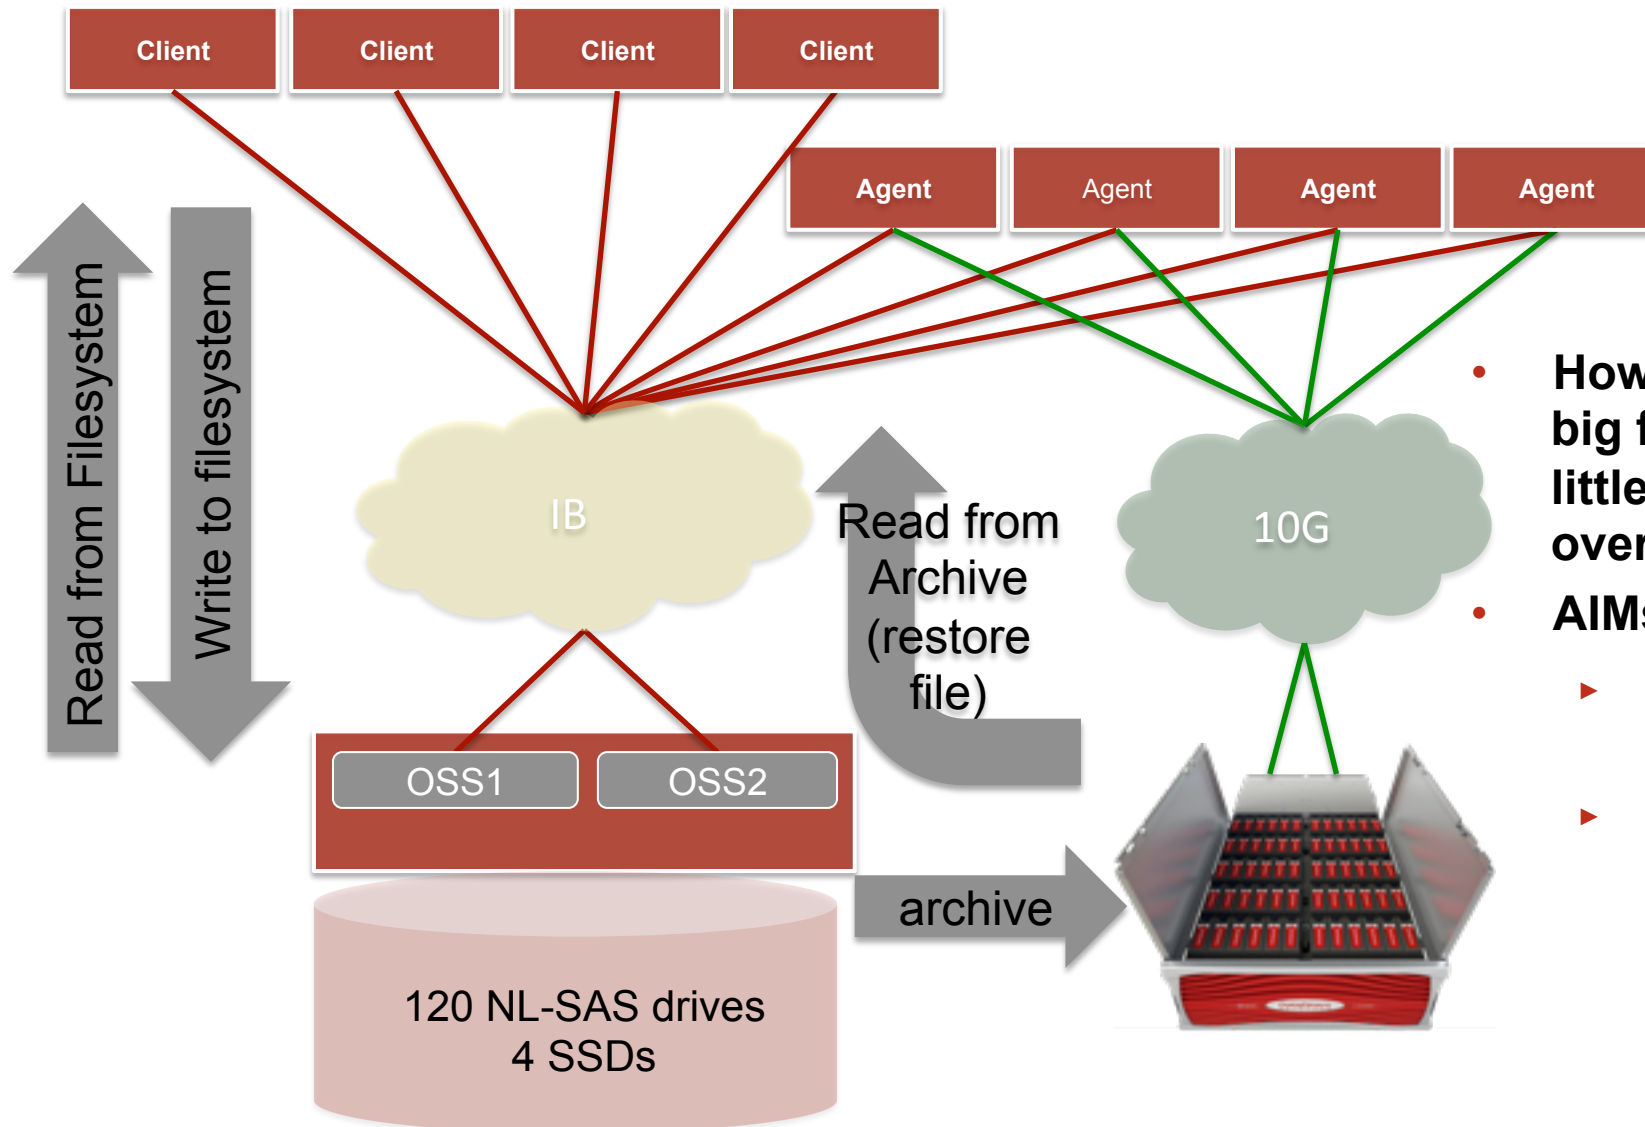 Client
Client
Client
Client
Agent
Agent
Agent
Agent
Read from Filesystem
Write to filesystem
IB
Read from
Archive
(restore
file)
10G
How
big f
little
over
AIMs
OSS1
OSS2
archive
120 NL-SAS drives
4 SSDs